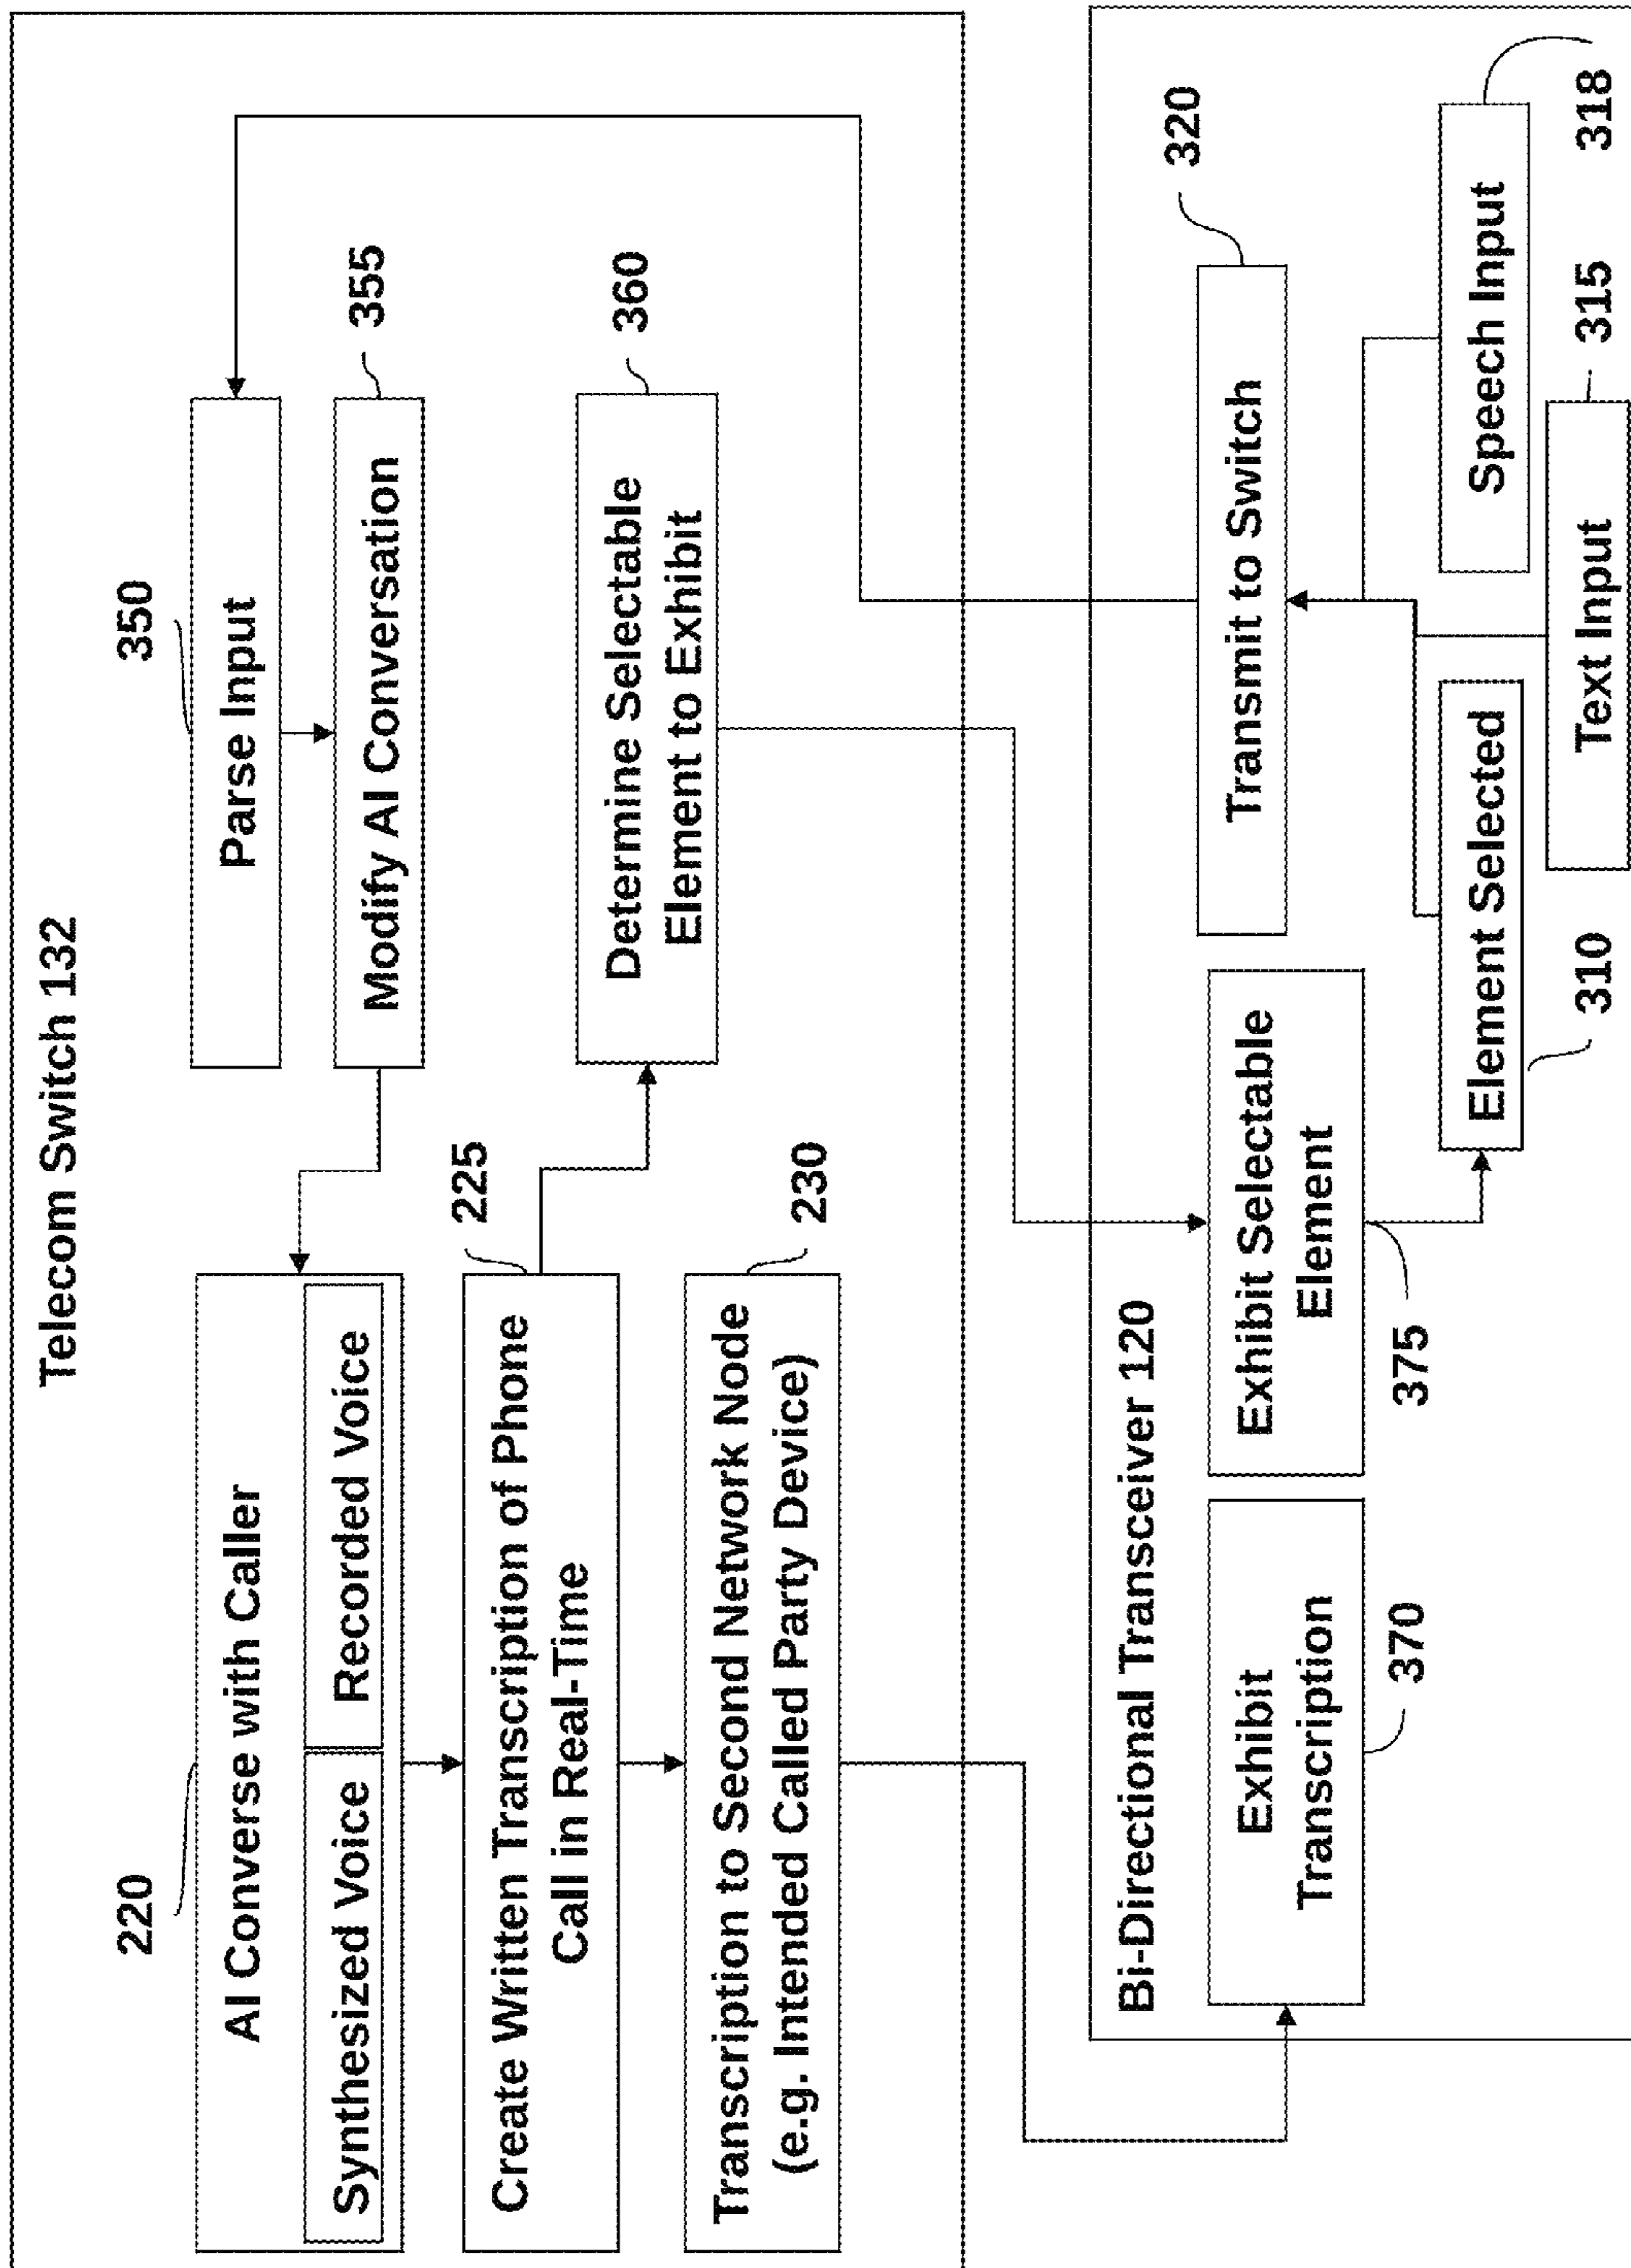 Telecom Switch 132
220
AI Converse with Caller
Synthesized Voice
Recorded Voice
350
Parse Input
Modify AI Conversation
355
225
Create Written Transcription of Phone
Call in Real-Time
Determine Selectable
Element to Exhibit
360
230
Transcription to Second Network Node
(e.g. Intended Called Party Device)
Bi-Directional Transceiver 120
Exhibit
Transcription
370
Exhibit Selectable
Element
375
Transmit to Switch
320
Element Selected
310
Speech Input
318
Text Input
315